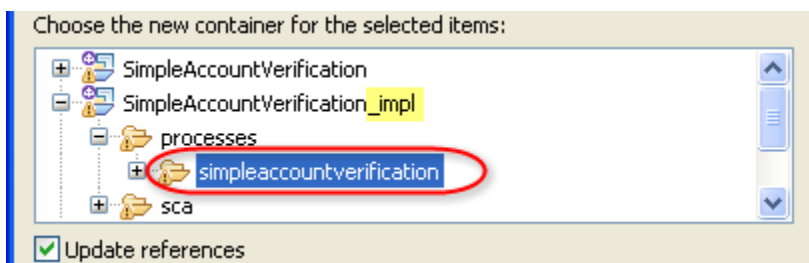 Choose the new container for the selected items:
SimpleAccountVerification
SimpleAccountVerification_impl
processes
simpleaccountverification
sca
Update references